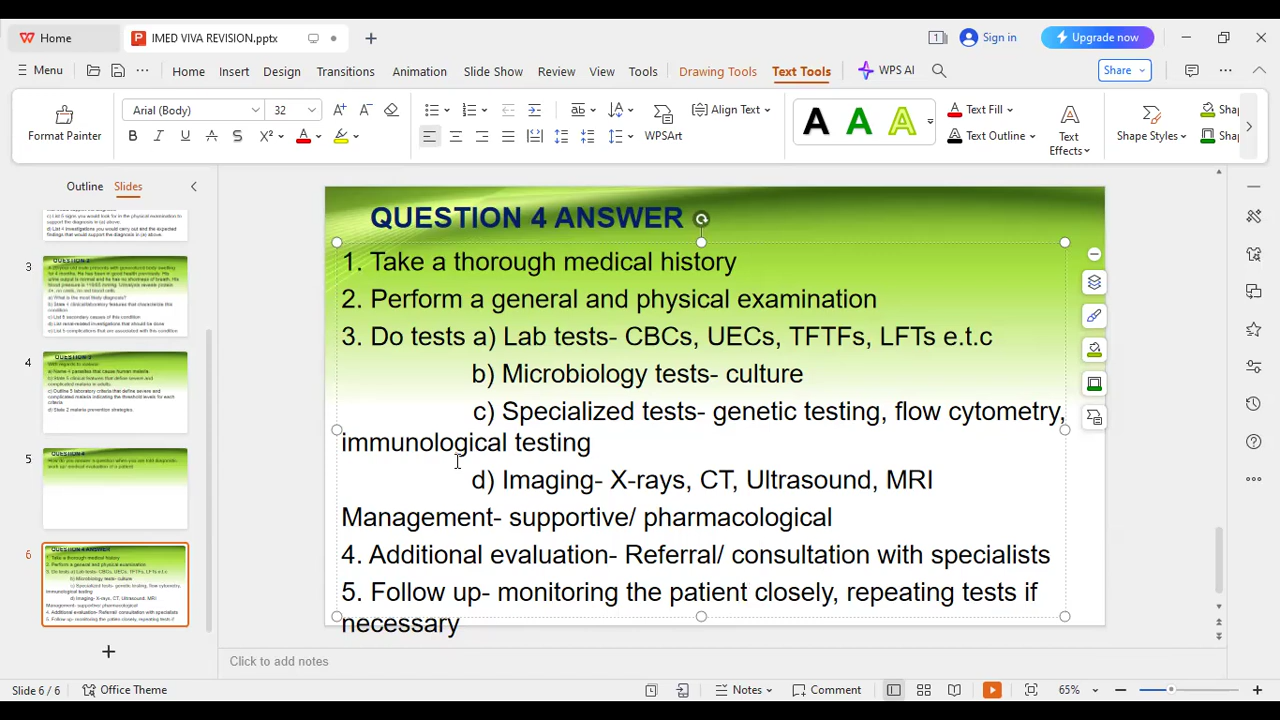 Home
IMED VIVA REVISION.pptx
Sign in
Upgrade now
Menu
Home Insert Design Transitions Animation Slide Show Review View Tools Drawing Tools Text Tools WPS AI
Share
Format Painter
Arial (Body) 32
Align Text
WPSArt
A A A
Text Fill
Text Outline
Text Effects
Shape Styles
Outline Slides
3
4
5
6
QUESTION 4 ANSWER
1. Take a thorough medical history
2. Perform a general and physical examination
3. Do tests a) Lab tests- CBCs, UECs, TFTFs, LFTs e.t.c
b) Microbiology tests- culture
c) Specialized tests- genetic testing, flow cytometry,
immunological testing
d) Imaging- X-rays, CT, Ultrasound, MRI
Management- supportive/ pharmacological
4. Additional evaluation- Referral/ consultation with specialists
5. Follow up- monitoring the patient closely, repeating tests if
necessary
Click to add notes
Slide 6 / 6 Office Theme Notes Comment 65%